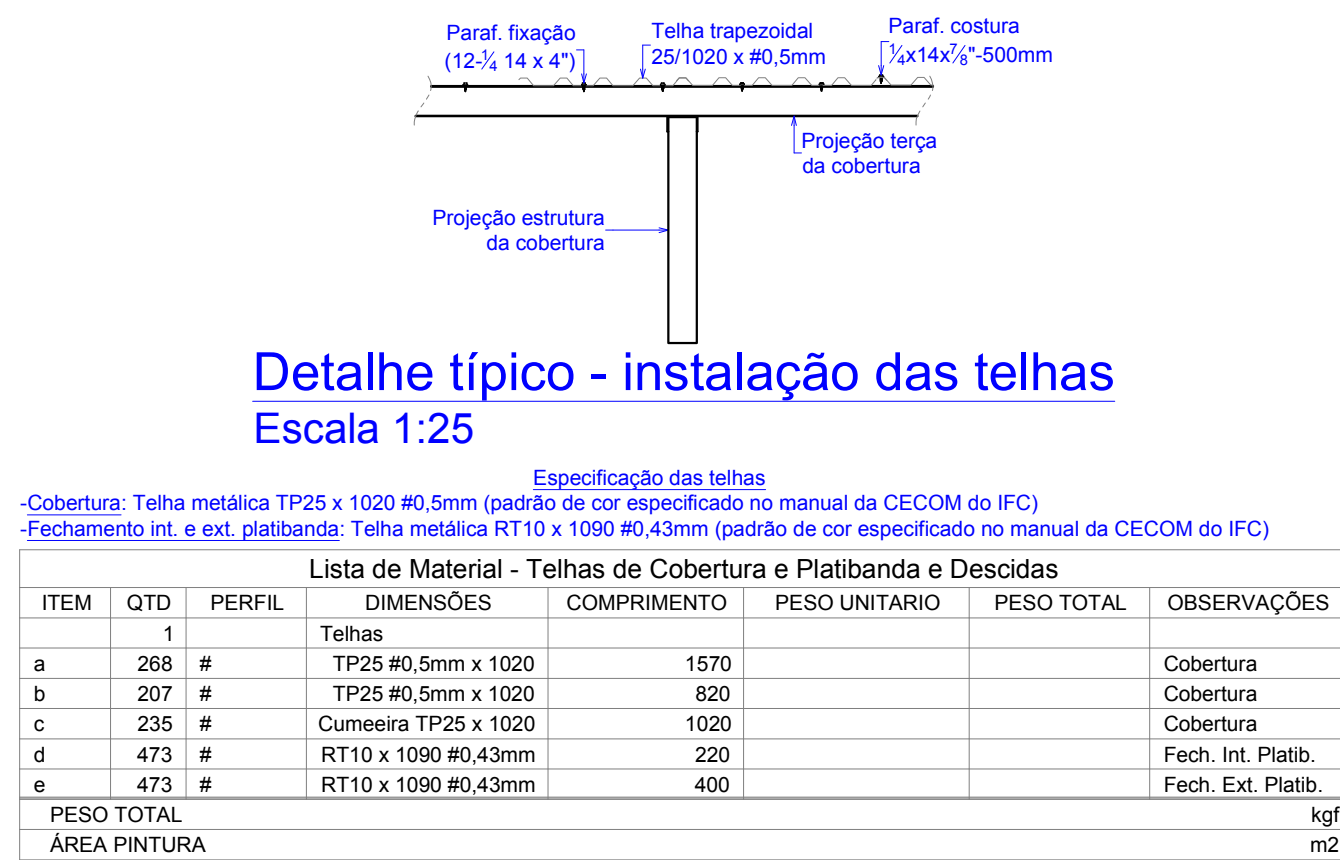 Paraf. fixação
(12-¼ 14 x 4")
Telha trapezoidal
25/1020 x #0,5mm
Paraf. costura
¼x14x⅞"-500mm
Projeção terça
da cobertura
Projeção estrutura
da cobertura
Detalhe típico - instalação das telhas
Escala 1:25
Especificação das telhas
-Cobertura: Telha metálica TP25 x 1020 #0,5mm (padrão de cor especificado no manual da CECOM do IFC)
-Fechamento int. e ext. platibanda: Telha metálica RT10 x 1090 #0,43mm (padrão de cor especificado no manual da CECOM do IFC)
Lista de Material - Telhas de Cobertura e Platibanda e Descidas
ITEM QTD PERFIL DIMENSÕES COMPRIMENTO PESO UNITARIO PESO TOTAL OBSERVAÇÕES
1 Telhas
a 268 # TP25 #0,5mm x 1020 1570 Cobertura
b 207 # TP25 #0,5mm x 1020 820 Cobertura
c 235 # Cumeeira TP25 x 1020 1020 Cobertura
d 473 # RT10 x 1090 #0,43mm 220 Fech. Int. Platib.
e 473 # RT10 x 1090 #0,43mm 400 Fech. Ext. Platib.
PESO TOTAL kgf
ÁREA PINTURA m2